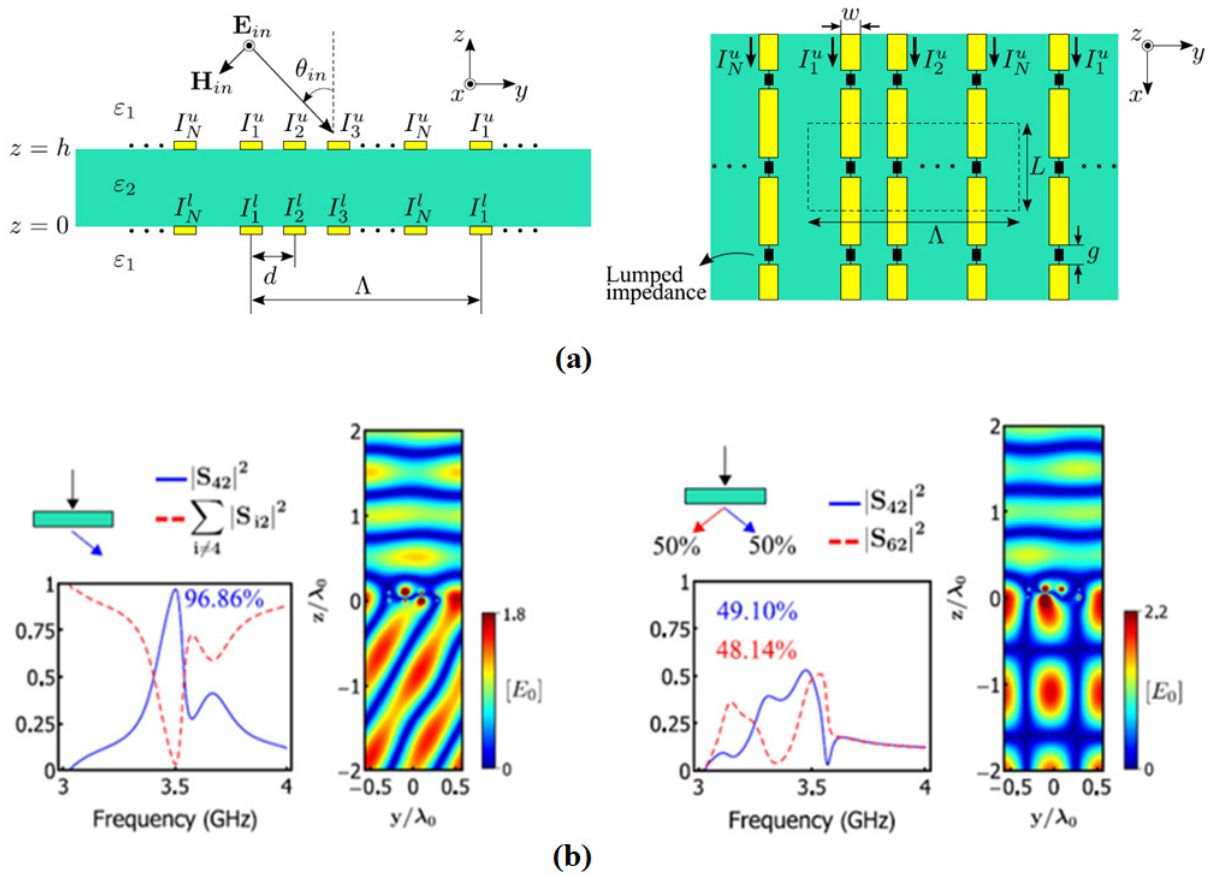 E_in
H_in
θ_in
z
x
y
ε₁
I_N^u I_1^u I_2^u I_3^u I_N^u I_1^u
z = h
ε₂
I_N^l I_1^l I_2^l I_3^l I_N^l I_1^l
z = 0
ε₁
d
Λ
w
I_N^u I_1^u I_2^u I_N^u I_1^u
z
y
x
L
Λ
g
Lumped
impedance
(a)
|S₄₂|²
∑ |S_i2|²
i≠4
96.86%
1
0.75
0.5
0.25
0
3 3.5 4
Frequency (GHz)
2
1
0
−1
−2
z/λ₀
−0.5 0 0.5
y/λ₀
1.8
[E₀]
0
50% 50%
|S₄₂|²
|S₆₂|²
49.10%
48.14%
1
0.75
0.5
0.25
0
3 3.5 4
Frequency (GHz)
2
1
0
−1
−2
z/λ₀
−0.5 0 0.5
y/λ₀
2.2
[E₀]
0
(b)